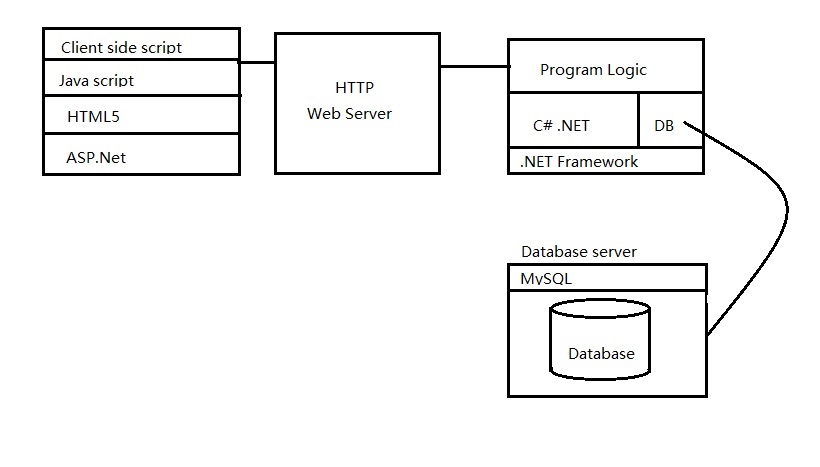 Client side script
Java script
HTML5
ASP.Net
HTTP
Web Server
Program Logic
C# .NET
DB
.NET Framework
Database server
MySQL
Database